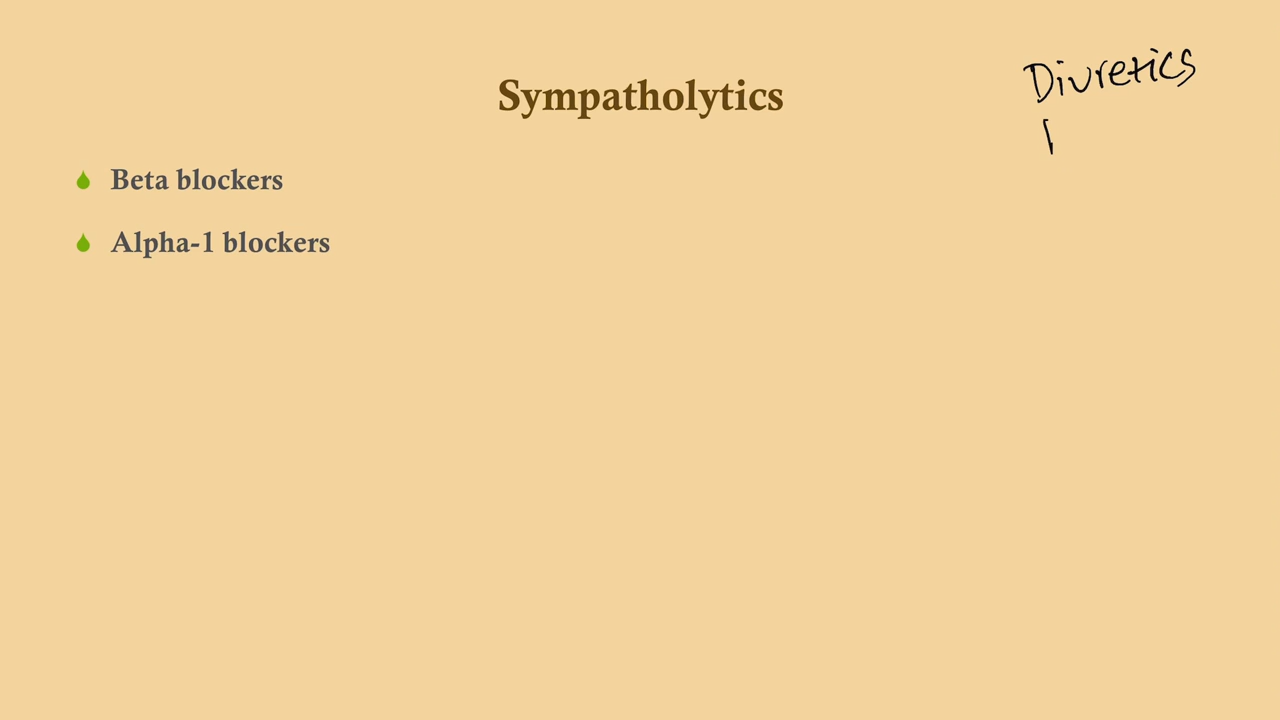 Sympatholytics
Diuretics
Beta blockers
Alpha-1 blockers